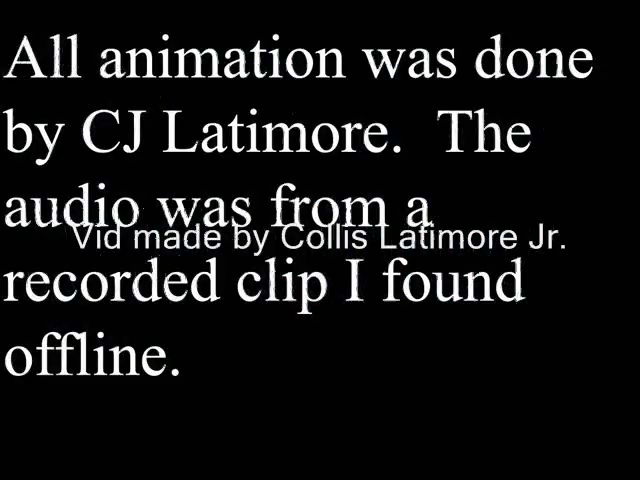 All animation was done
by CJ Latimore. The
audio was from a
Vid made by Collis Latimore Jr.
recorded clip I found
offline.